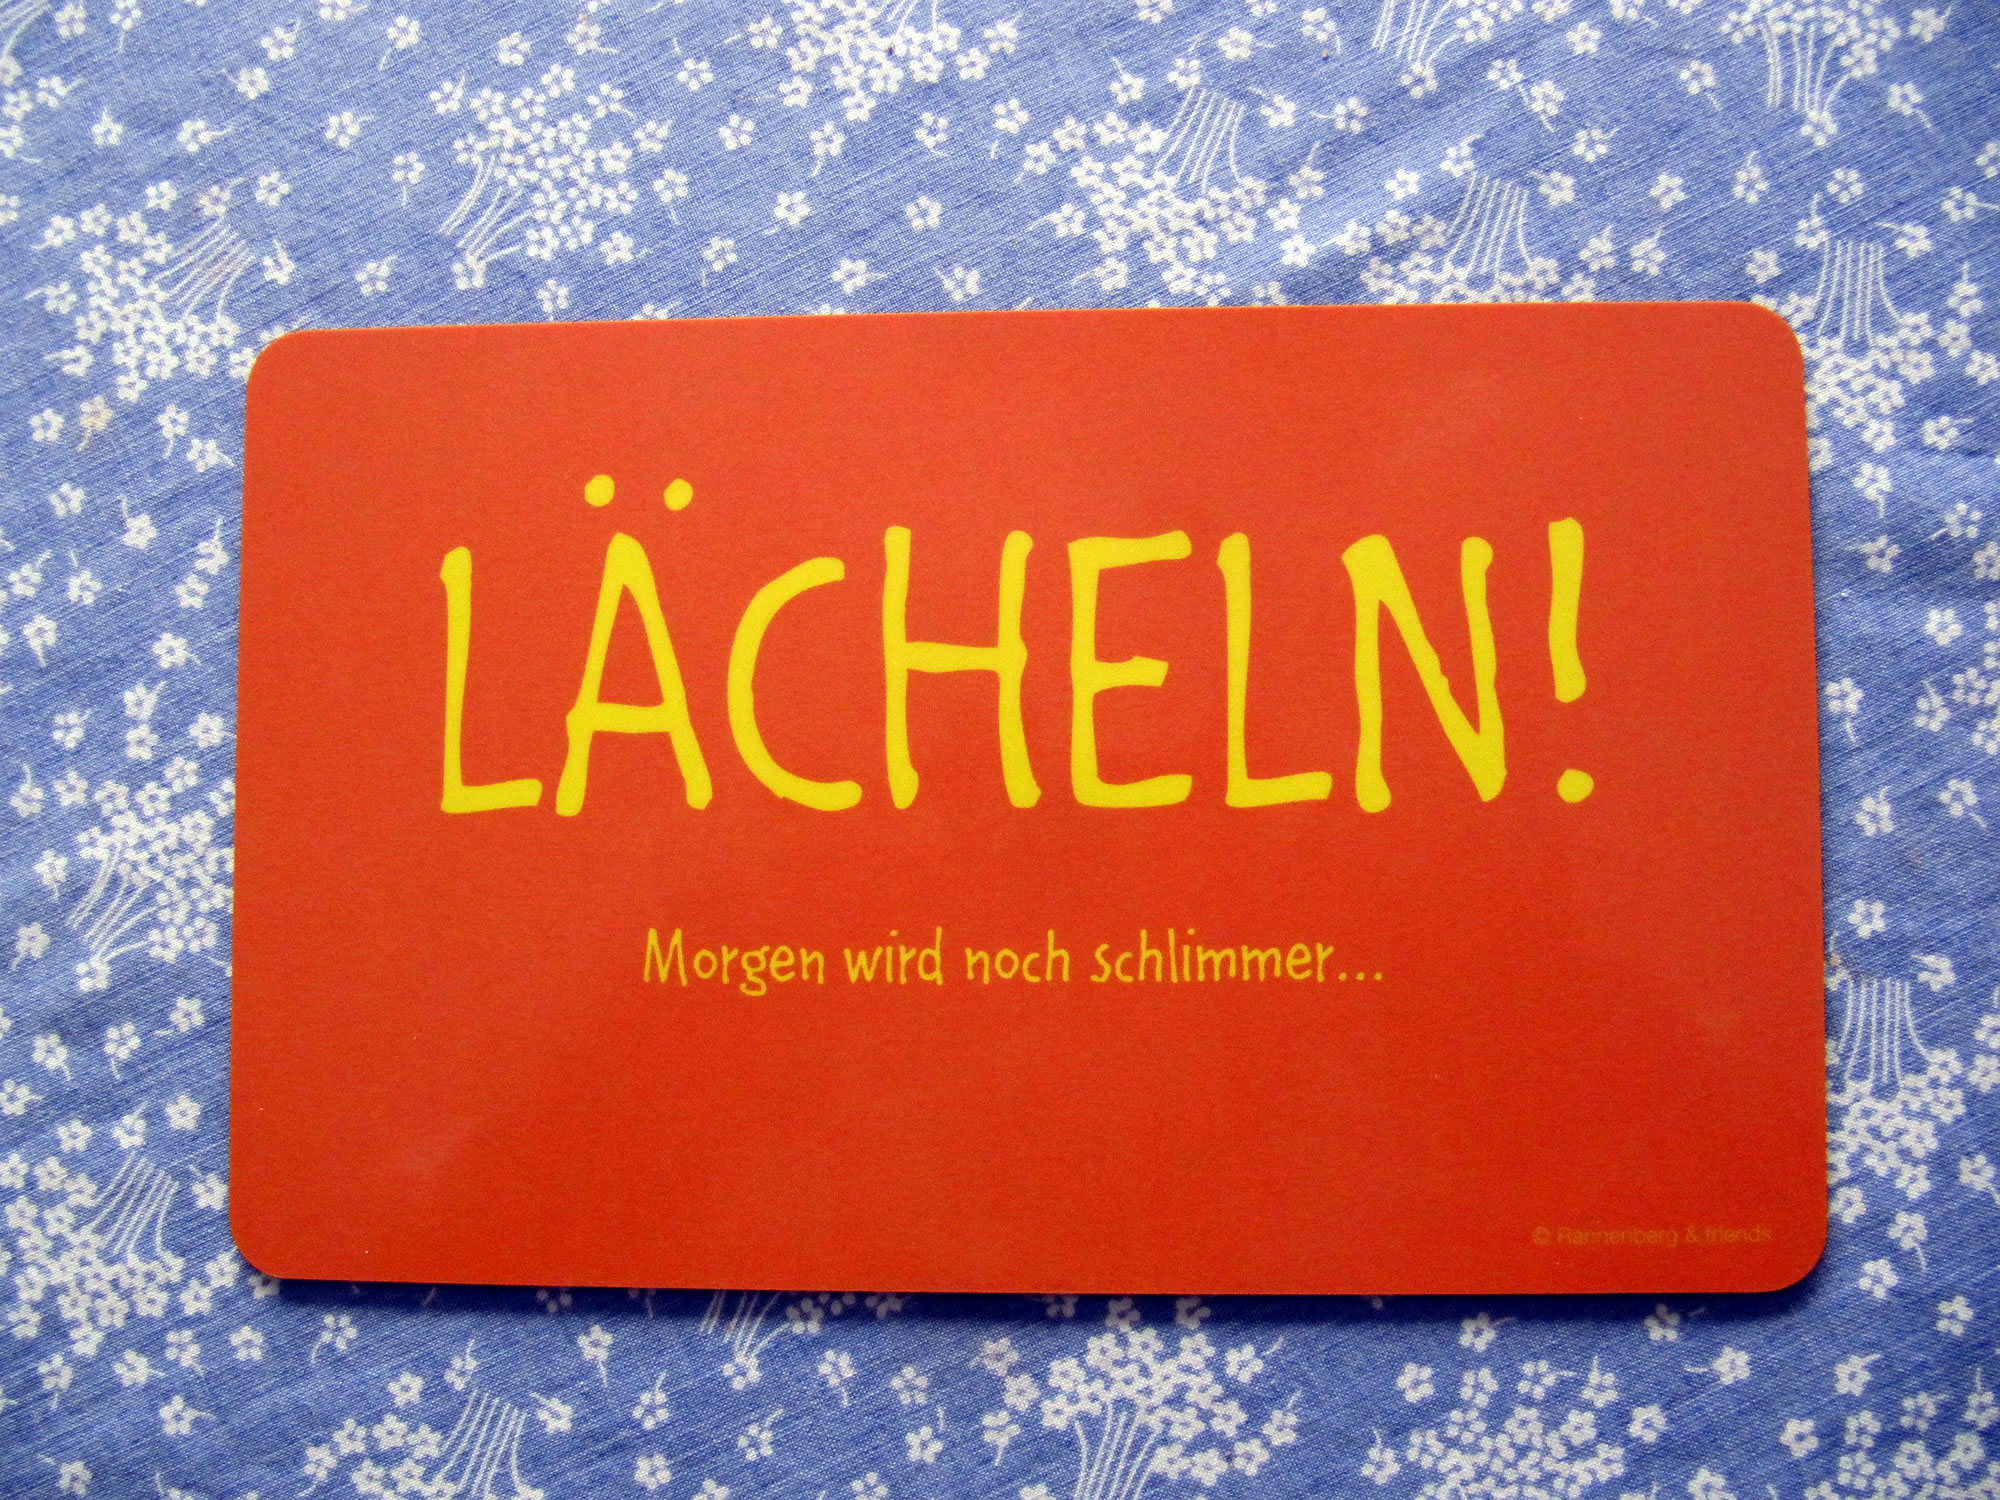 LÄCHELN!
Morgen wird noch schlimmer...
© Rannenberg & friends